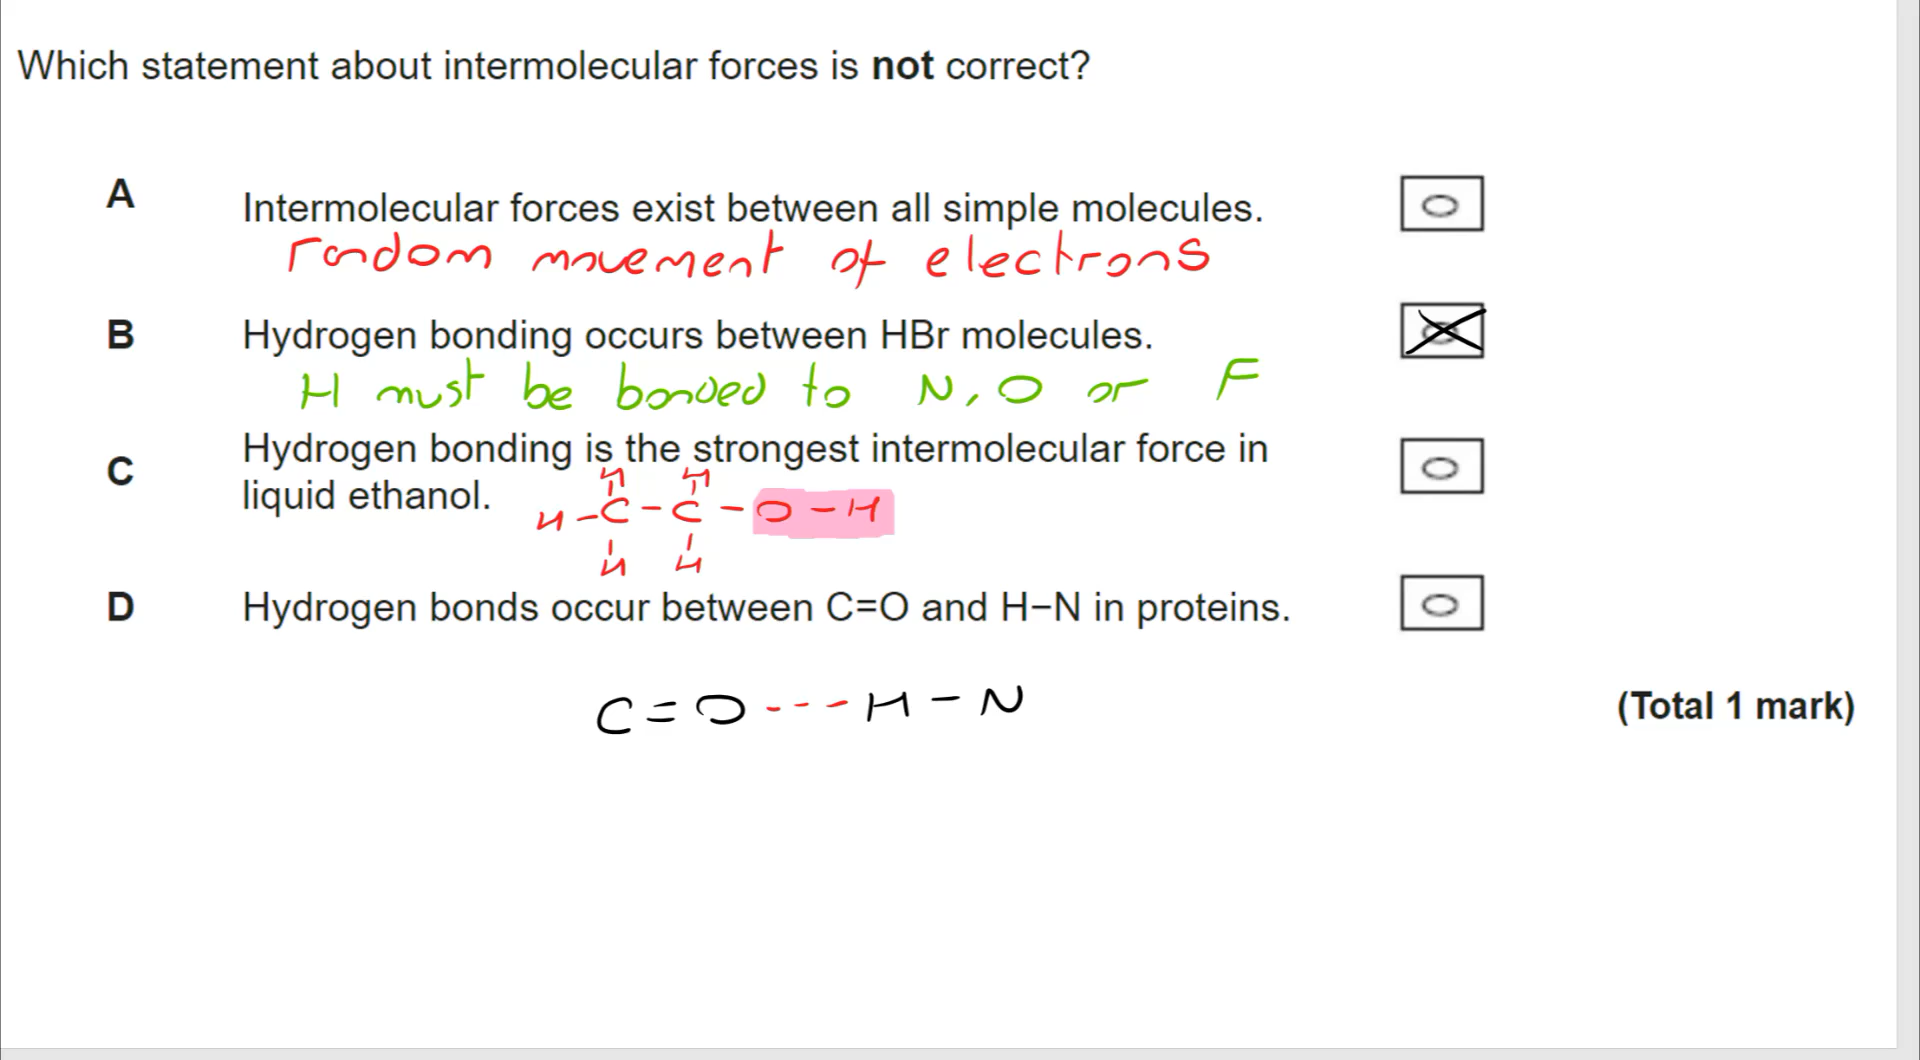 Which statement about intermolecular forces is not correct?
A Intermolecular forces exist between all simple molecules.
random movement of electrons
B Hydrogen bonding occurs between HBr molecules.
H must be bonded to N, O or F
C Hydrogen bonding is the strongest intermolecular force in
liquid ethanol.
H H
H - C - C - O - H
H H
D Hydrogen bonds occur between C=O and H−N in proteins.
C = O - - - H - N
(Total 1 mark)